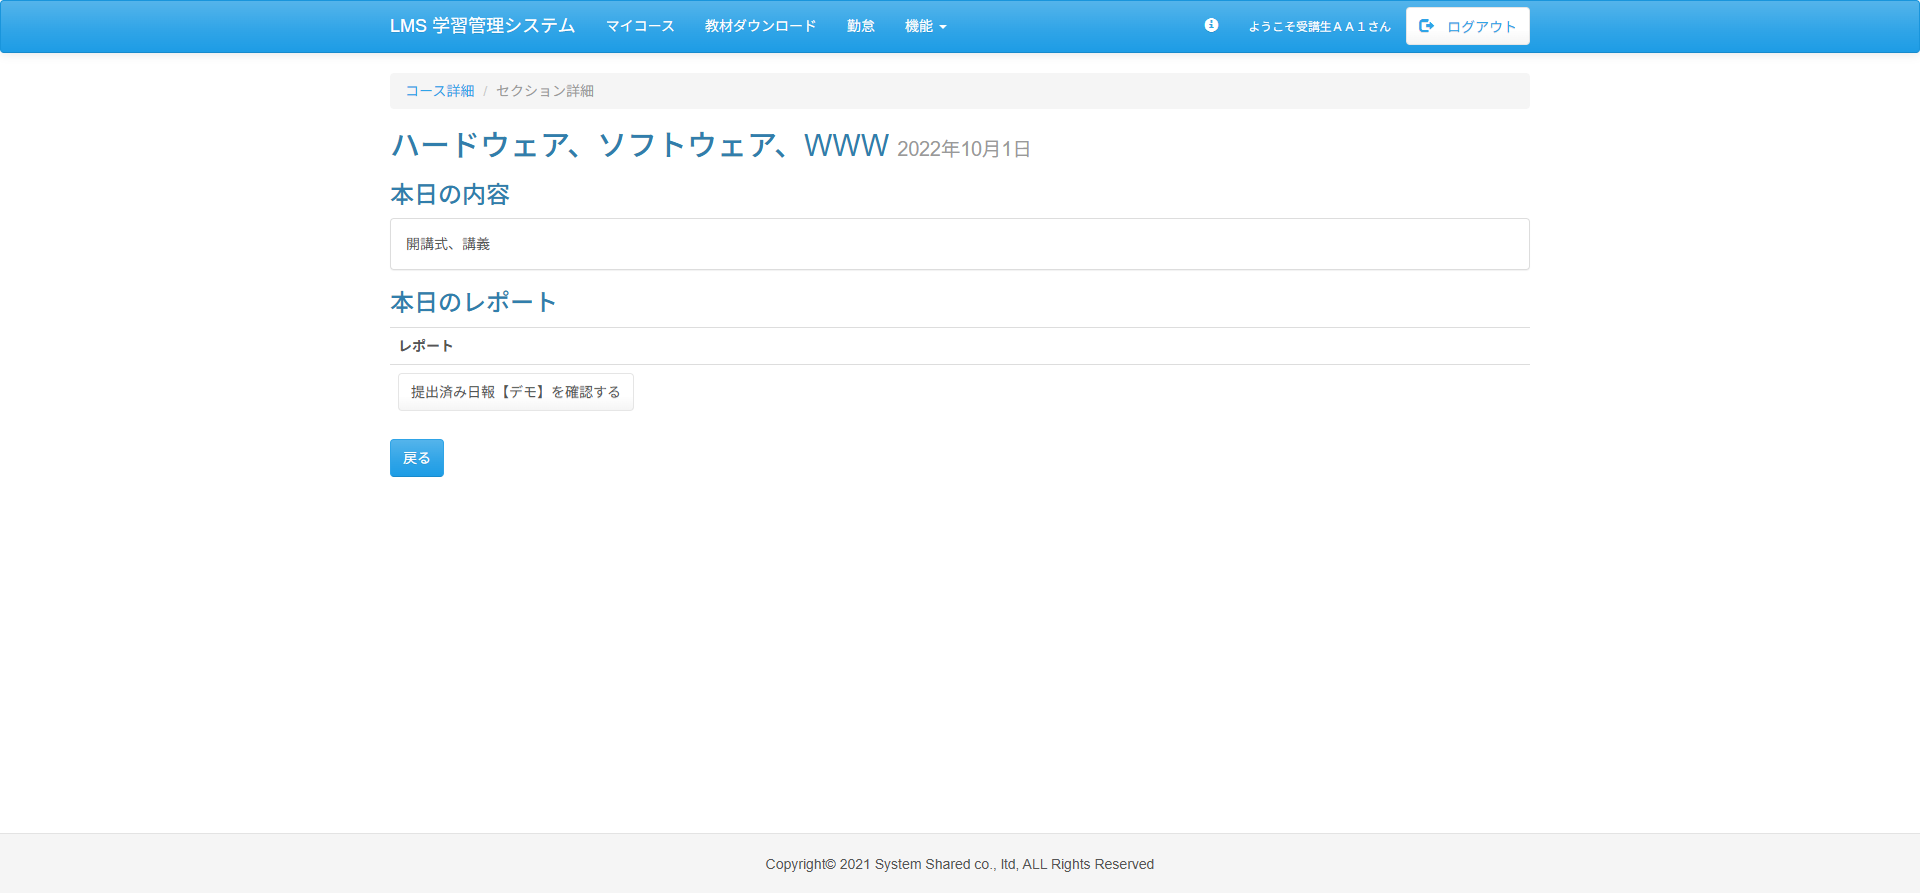 LMS 学習管理システム マイコース 教材ダウンロード 勤怠 機能 ようこそ受講生ＡＡ１さん ログアウト
コース詳細 / セクション詳細
ハードウェア、ソフトウェア、WWW 2022年10月1日
本日の内容
開講式、講義
本日のレポート
レポート
提出済み日報【デモ】を確認する
戻る
Copyright© 2021 System Shared co., ltd, ALL Rights Reserved